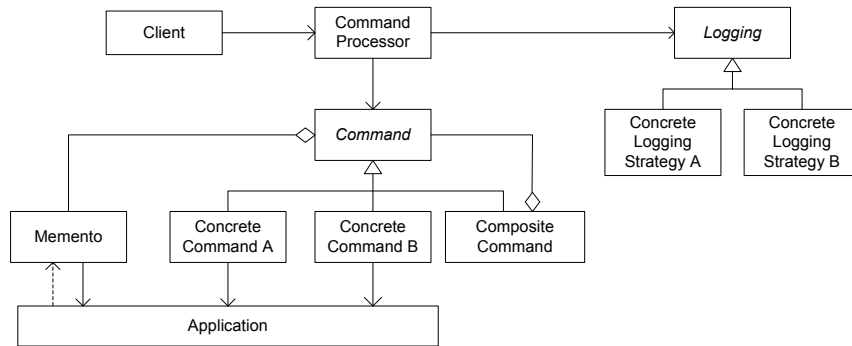 Client
Command
Processor
Logging
Command
Concrete
Logging
Strategy A
Concrete
Logging
Strategy B
Memento
Concrete
Command A
Concrete
Command B
Composite
Command
Application